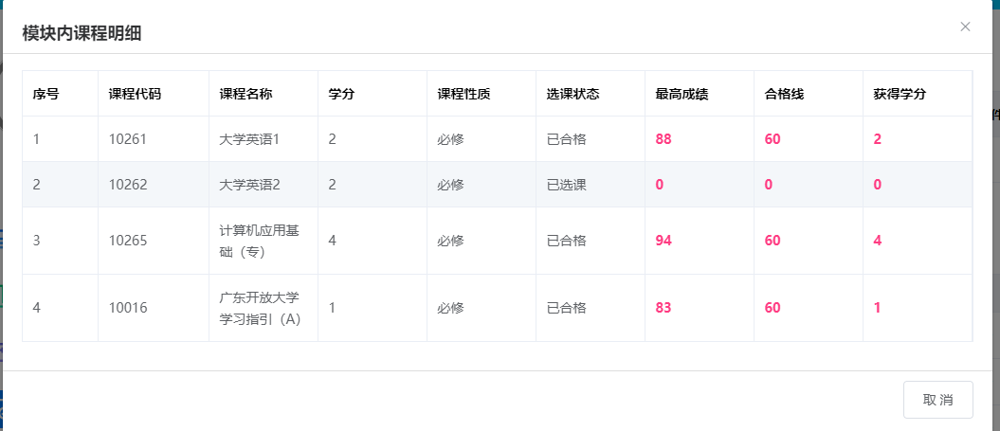 模块内课程明细
序号 课程代码 课程名称 学分 课程性质 选课状态 最高成绩 合格线 获得学分
1 10261 大学英语1 2 必修 已合格 88 60 2
2 10262 大学英语2 2 必修 已选课 0 0 0
3 10265 计算机应用基 4 必修 已合格 94 60 4
础（专）
4 10016 广东开放大学 1 必修 已合格 83 60 1
学习指引（A）
取 消